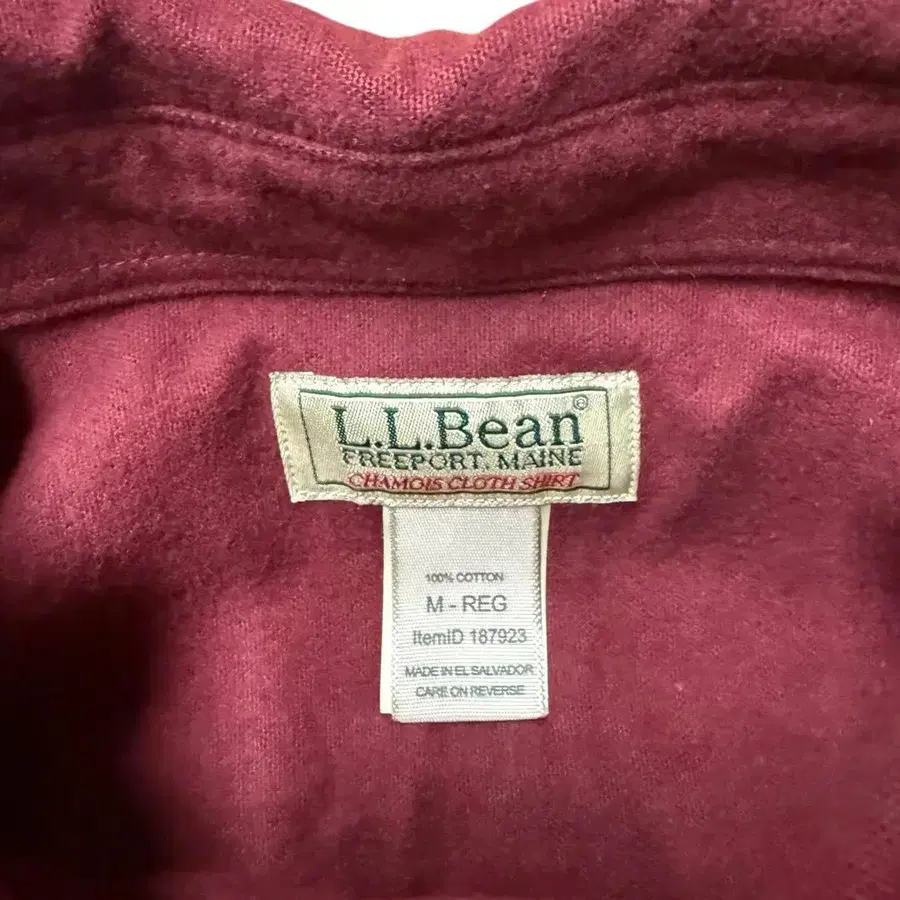 L.L.Bean®
FREEPORT, MAINE
CHAMOIS CLOTH SHIRT
100% COTTON
M - REG
ItemID 187923
MADE IN EL SALVADOR
CARE ON REVERSE